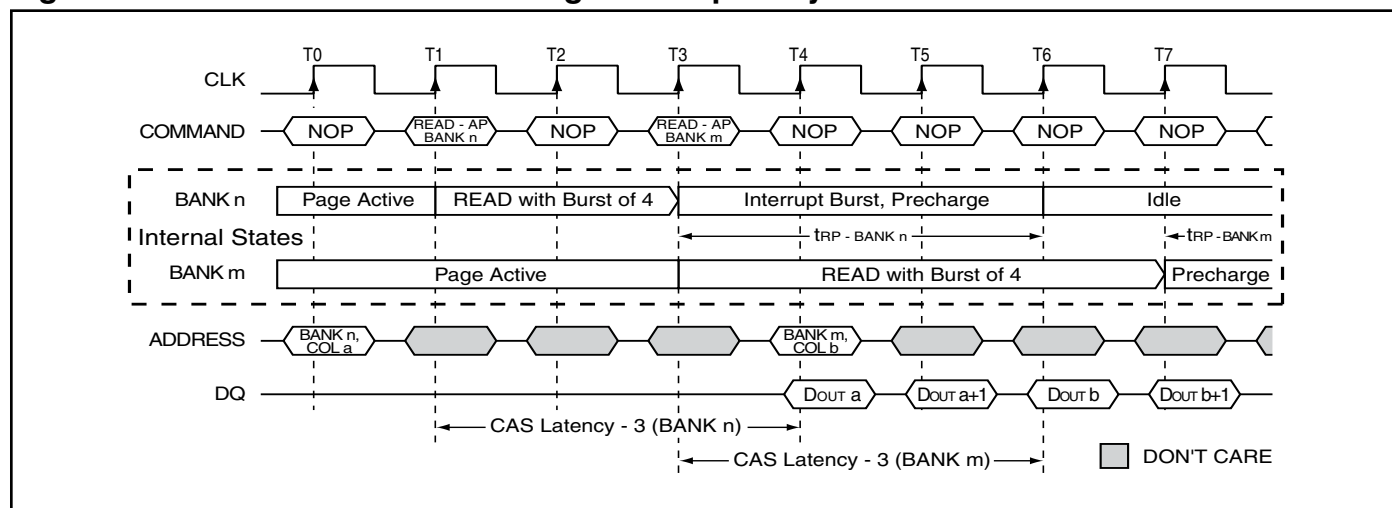 T0 T1 T2 T3 T4 T5 T6 T7
CLK
COMMAND NOP READ - AP BANK n NOP READ - AP BANK m NOP NOP NOP NOP
BANK n Page Active READ with Burst of 4 Interrupt Burst, Precharge Idle
Internal States tRP - BANK n tRP - BANK m
BANK m Page Active READ with Burst of 4 Precharge
ADDRESS BANK n, COL a BANK m, COL b
DQ DOUT a DOUT a+1 DOUT b DOUT b+1
CAS Latency - 3 (BANK n)
CAS Latency - 3 (BANK m) DON'T CARE